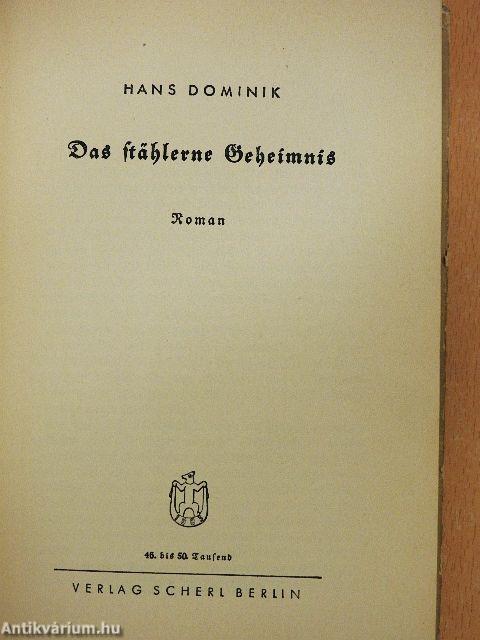 HANS DOMINIK
Das ſtählerne Geheimnis
Roman
46. bis 50. Tauſend
VERLAG SCHERL BERLIN
Antikvárium.hu